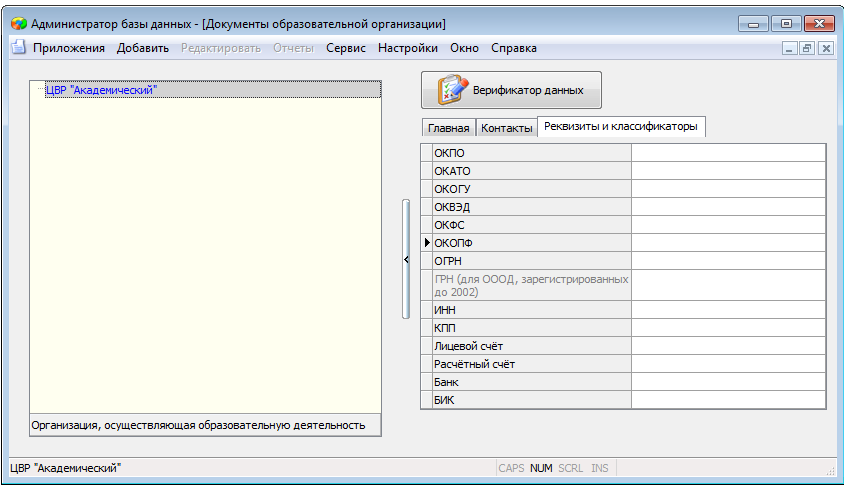 Администратор базы данных - [Документы образовательной организации]
Приложения Добавить Редактировать Отчеты Сервис Настройки Окно Справка
ЦВР "Академический"
Верификатор данных
Главная Контакты Реквизиты и классификаторы
ОКПО
ОКАТО
ОКОГУ
ОКВЭД
ОКФС
ОКОПФ
ОГРН
ГРН (для ОООД, зарегистрированных
до 2002)
ИНН
КПП
Лицевой счёт
Расчётный счёт
Банк
БИК
Организация, осуществляющая образовательную деятельность
ЦВР "Академический"
CAPS NUM SCRL INS